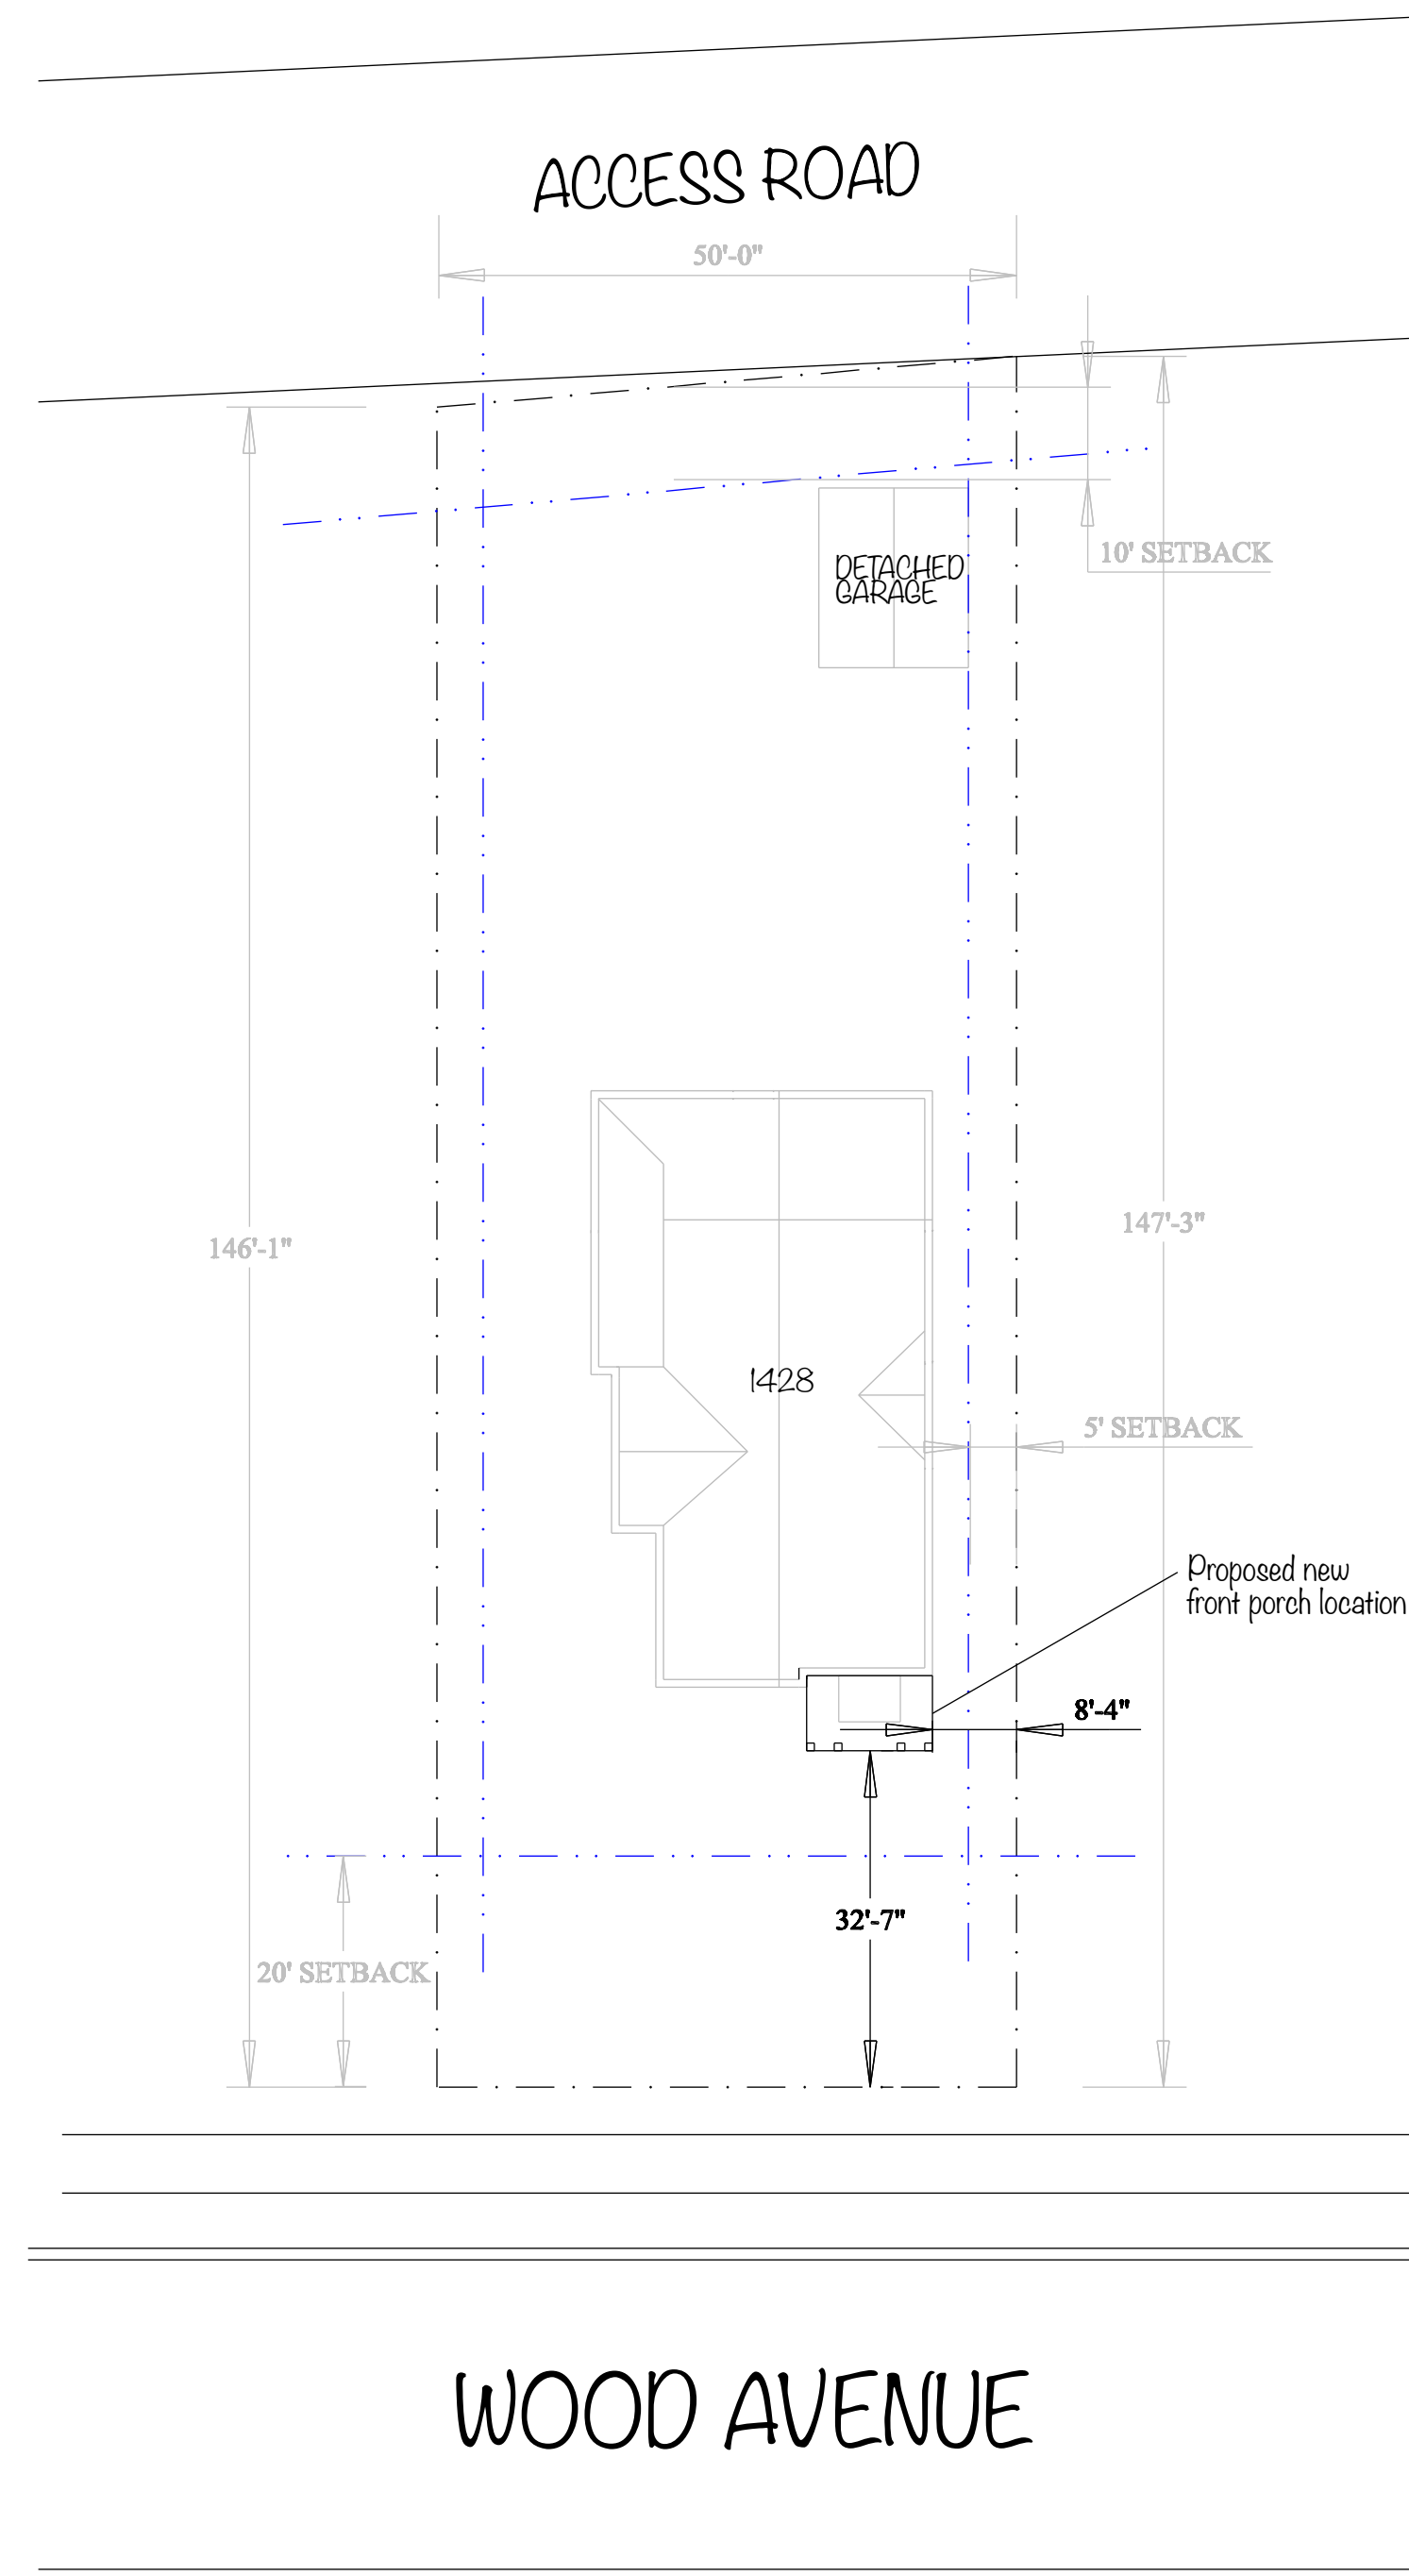 ACCESS ROAD
50'-0"
10' SETBACK
DETACHED
GARAGE
147'-3"
146'-1"
1428
5' SETBACK
Proposed new
front porch location
8'-4"
32'-7"
20' SETBACK
WOOD AVENUE